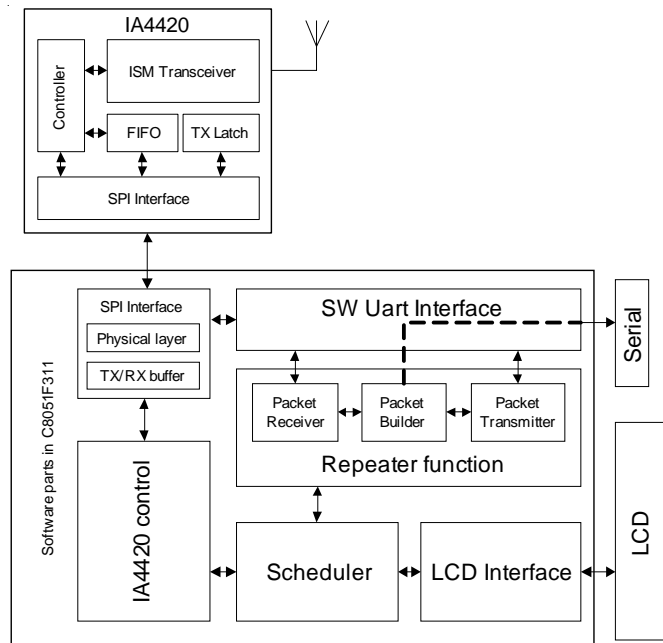 IA4420
Controller
ISM Transceiver
FIFO
TX Latch
SPI Interface
SPI Interface
Physical layer
TX/RX buffer
SW Uart Interface
Serial
Packet
Receiver
Packet
Builder
Packet
Transmitter
Repeater function
Software parts in C8051F311
IA4420 control
Scheduler
LCD Interface
LCD